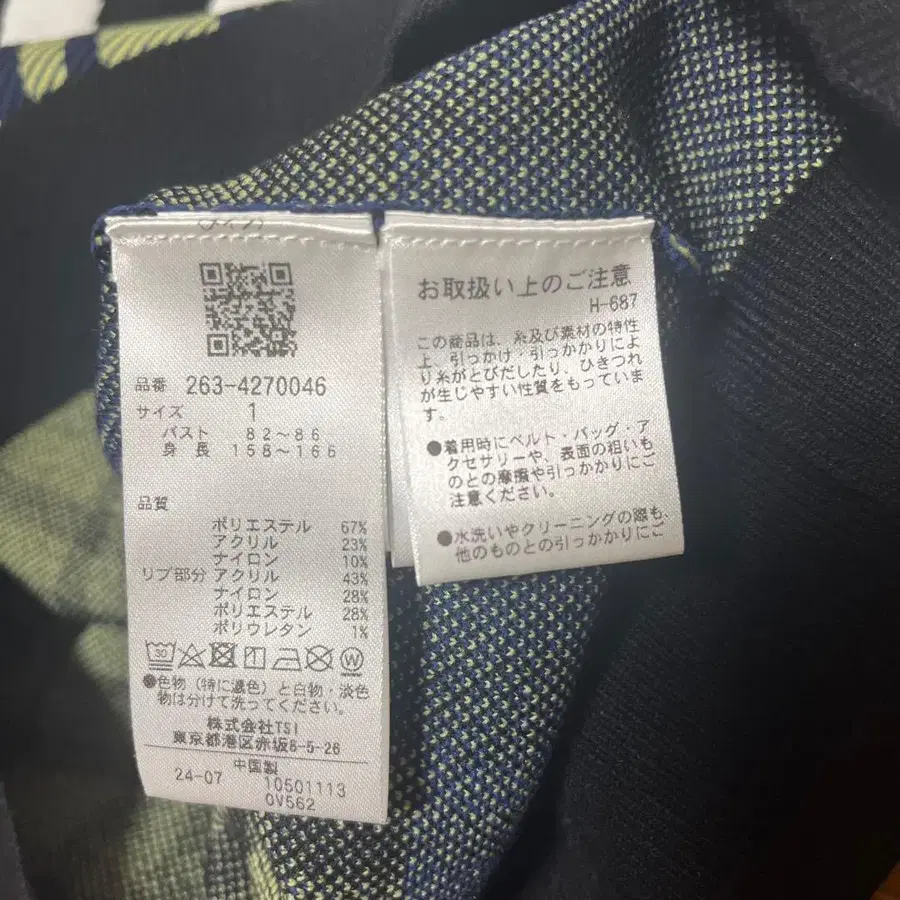 品番 263-4270046
サイズ 1
バスト 82～86
身長 158～166
品質
ポリエステル 67%
アクリル 23%
ナイロン 10%
リブ部分 アクリル 43%
ナイロン 28%
ポリエステル 28%
ポリウレタン 1%
30
W
●色物（特に濃色）と白物・淡色
物は分けて洗ってください。
株式会社TSI
東京都港区赤坂8-5-26
中国製
24-07 10501113
0V562
お取扱い上のご注意
H-687
この商品は、糸及び素材の特性
上、引っかけ・引っかかりによ
り糸がとびだしたり、ひきつれ
が生じやすい性質をもっていま
す。
●着用時にベルト・バッグ・ア
クセサリーや、表面の粗いも
のとの摩擦や引っかかりにご
注意ください。
●水洗いやクリーニングの際も、
他のものとの引っかかりにご